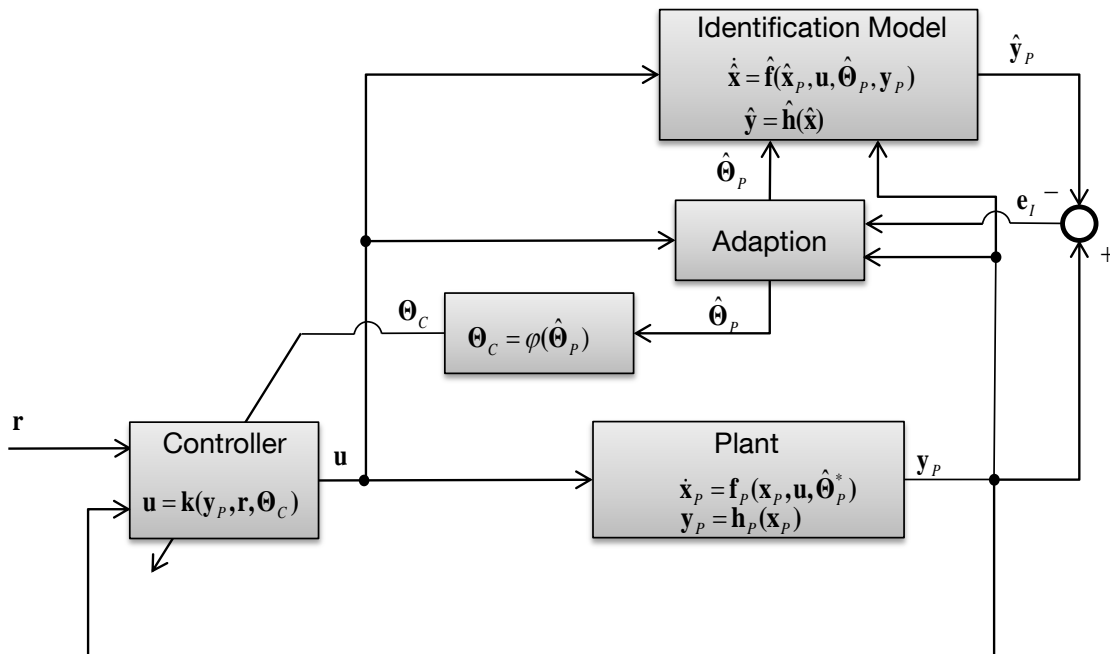 Identification Model
ẋ̂ = f̂(x̂_P, u, Θ̂_P, y_P)
ŷ = ĥ(x̂)
ŷ_P
Θ̂_P
e_I
−
+
Adaption
Θ_C
Θ_C = φ(Θ̂_P)
Θ̂_P
r
Controller
u = k(y_P, r, Θ_C)
u
Plant
ẋ_P = f_P(x_P, u, Θ̂*_P)
y_P = h_P(x_P)
y_P